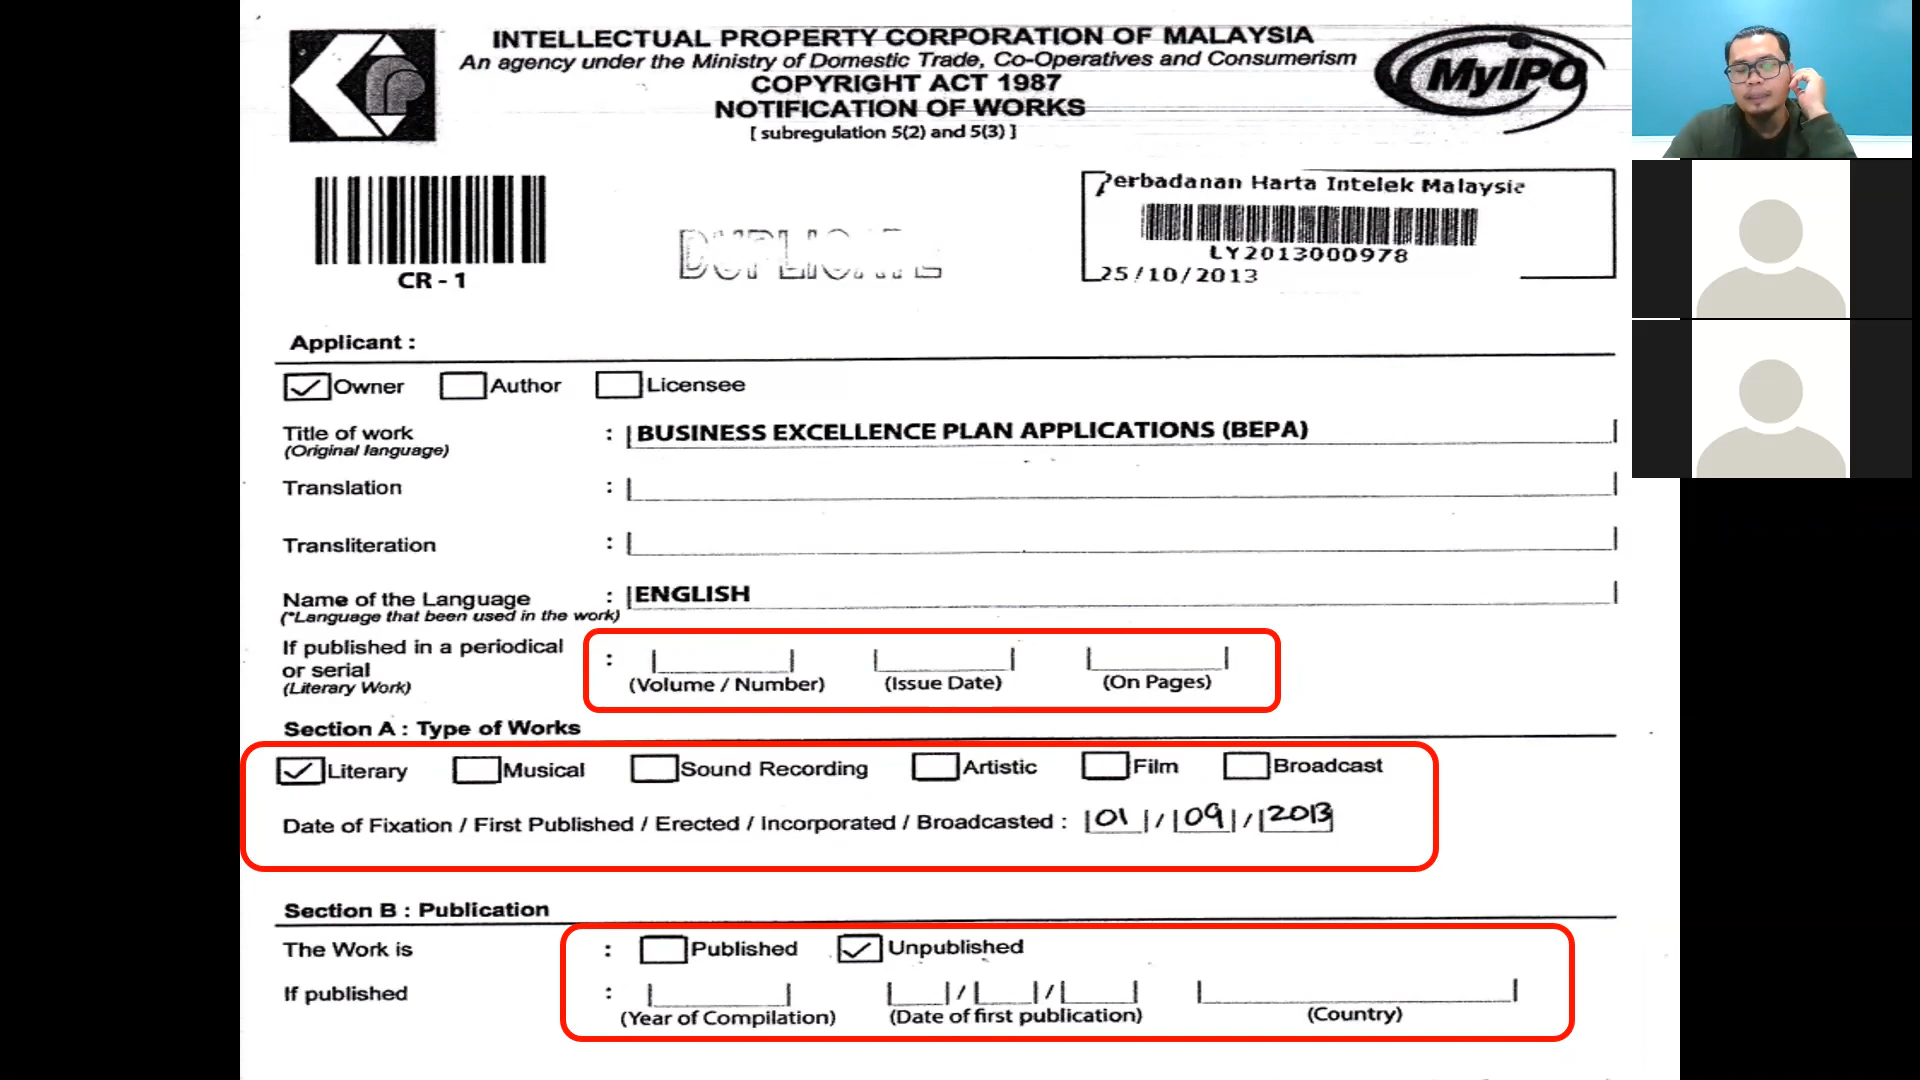 INTELLECTUAL PROPERTY CORPORATION OF MALAYSIA
An agency under the Ministry of Domestic Trade, Co-Operatives and Consumerism
COPYRIGHT ACT 1987
NOTIFICATION OF WORKS
[ subregulation 5(2) and 5(3) ]
MyIPO
CR - 1
DUPLICATE
Perbadanan Harta Intelek Malaysia
LY2013000978
25/10/2013
Applicant :
Owner Author Licensee
Title of work : BUSINESS EXCELLENCE PLAN APPLICATIONS (BEPA)
(Original language)
Translation :
Transliteration :
Name of the Language : ENGLISH
(*Language that been used in the work)
If published in a periodical
or serial :
(Literary Work)
(Volume / Number) (Issue Date) (On Pages)
Section A : Type of Works
Literary Musical Sound Recording Artistic Film Broadcast
Date of Fixation / First Published / Erected / Incorporated / Broadcasted : 01 / 09 / 2013
Section B : Publication
The Work is : Published Unpublished
If published : / /
(Year of Compilation) (Date of first publication) (Country)